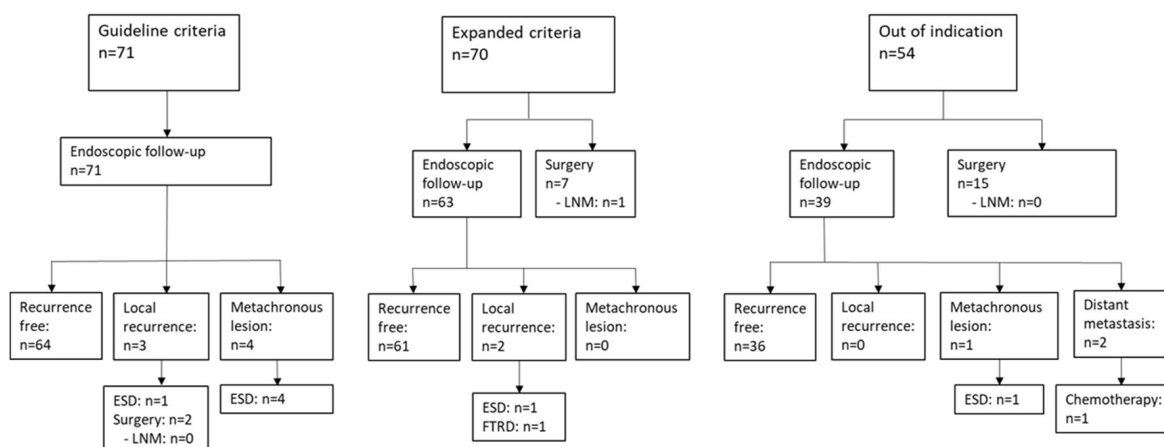 Guideline criteria
n=71
Expanded criteria
n=70
Out of indication
n=54
Endoscopic follow-up
n=71
Endoscopic
follow-up
n=63
Surgery
n=7
- LNM: n=1
Endoscopic
follow-up
n=39
Surgery
n=15
- LNM: n=0
Recurrence
free:
n=64
Local
recurrence:
n=3
Metachronous
lesion:
n=4
Recurrence
free:
n=61
Local
recurrence:
n=2
Metachronous
lesion:
n=0
Recurrence
free:
n=36
Local
recurrence:
n=0
Metachronous
lesion:
n=1
Distant
metastasis:
n=2
ESD: n=1
Surgery: n=2
- LNM: n=0
ESD: n=4
ESD: n=1
FTRD: n=1
ESD: n=1
Chemotherapy:
n=1